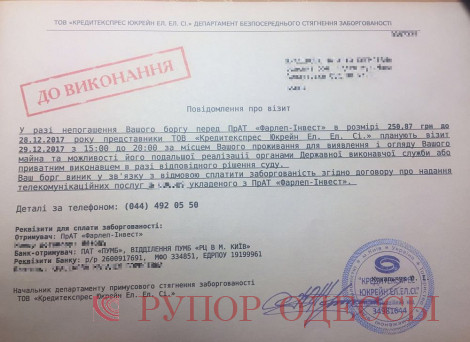 ТОВ «КРЕДИТЕКСПРЕС ЮКРЕЙН ЕЛ. ЕЛ. СІ.» ДЕПАРТАМЕНТ БЕЗПОСЕРЕДНЬОГО СТЯГНЕННЯ ЗАБОРГОВАНОСТІ
ДО ВИКОНАННЯ
Повідомлення про візит
У разі непогашення Вашого боргу перед ПрАТ «Фарлеп-Інвест» в розмірі 250,87 грн до
28.12.2017 року представники ТОВ «Кредитекспрес Юкрейн Ел. Ел. Сі.» планують візит
29.12.2017 з 15:00 до 20:00 за місцем Вашого проживання для виявлення і огляду Вашого
майна та можливості його подальшої реалізації органами Державної виконавчої служби або
приватним виконавцем в разі відповідного рішення суду.
Ваш борг виник у зв'язку з відмовою сплатити заборгованість згідно договору про надання
телекомунікаційних послуг укладеного з ПрАТ «Фарлеп-Інвест».
Деталі за телефоном: (044) 492 05 50
Реквізити для сплати заборгованості:
Отримувач: ПрАТ «Фарлеп-Інвест»
Банк-отримувач: ПАТ "ПУМБ", ВІДДІЛЕННЯ ПУМБ «РЦ В М. КИЇВ»
Реквізити Банку: р/р 2600917691, МФО 334851, ЄДРПОУ 19199961
Начальник департаменту примусового стягнення заборгованості
ТОВ «Кредитекспрес Юкрейн Ел. Ел. Сі.»
"КРЕДИТЕКСПРЕС
ЮКРЕЙН ЕЛ.ЕЛ.СІ."
РУПОР ОДЕССЫ